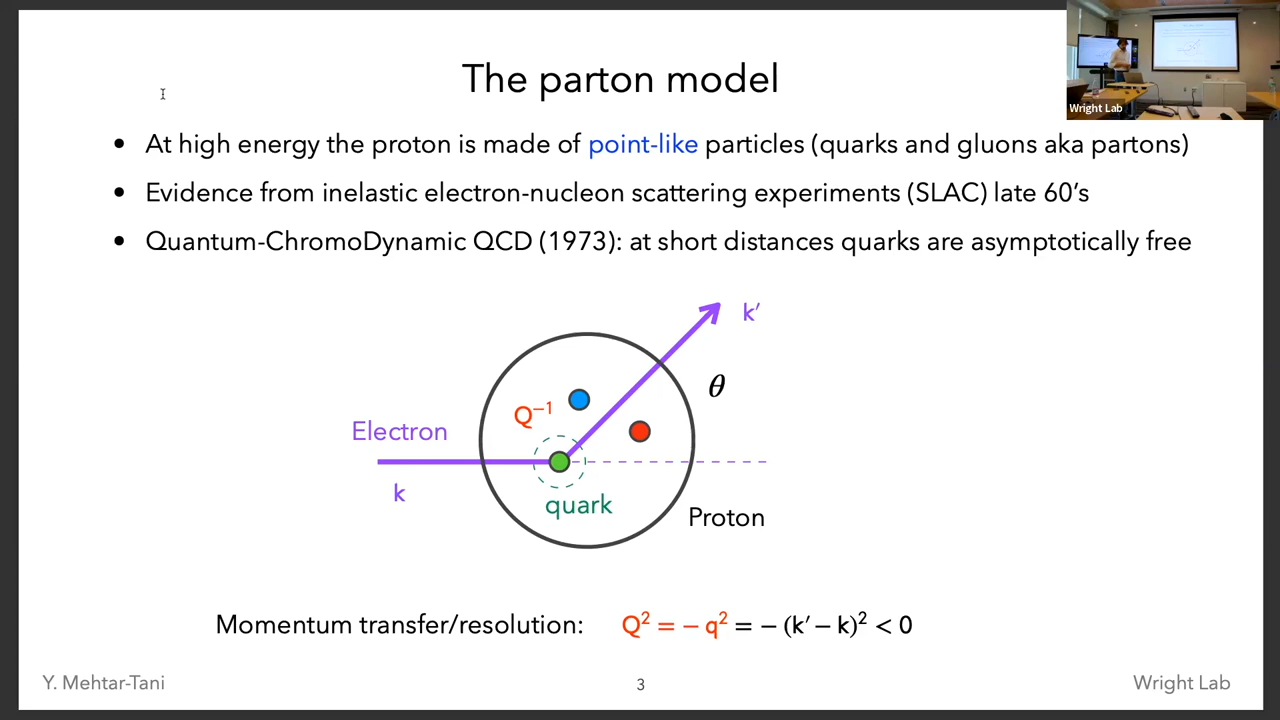 The parton model
Wright Lab
• At high energy the proton is made of point-like particles (quarks and gluons aka partons)
• Evidence from inelastic electron-nucleon scattering experiments (SLAC) late 60's
• Quantum-ChromoDynamic QCD (1973): at short distances quarks are asymptotically free
k′
θ
Q⁻¹
Electron
k
quark
Proton
Momentum transfer/resolution: Q² = − q² = − (k′ − k)² < 0
Y. Mehtar-Tani
3
Wright Lab